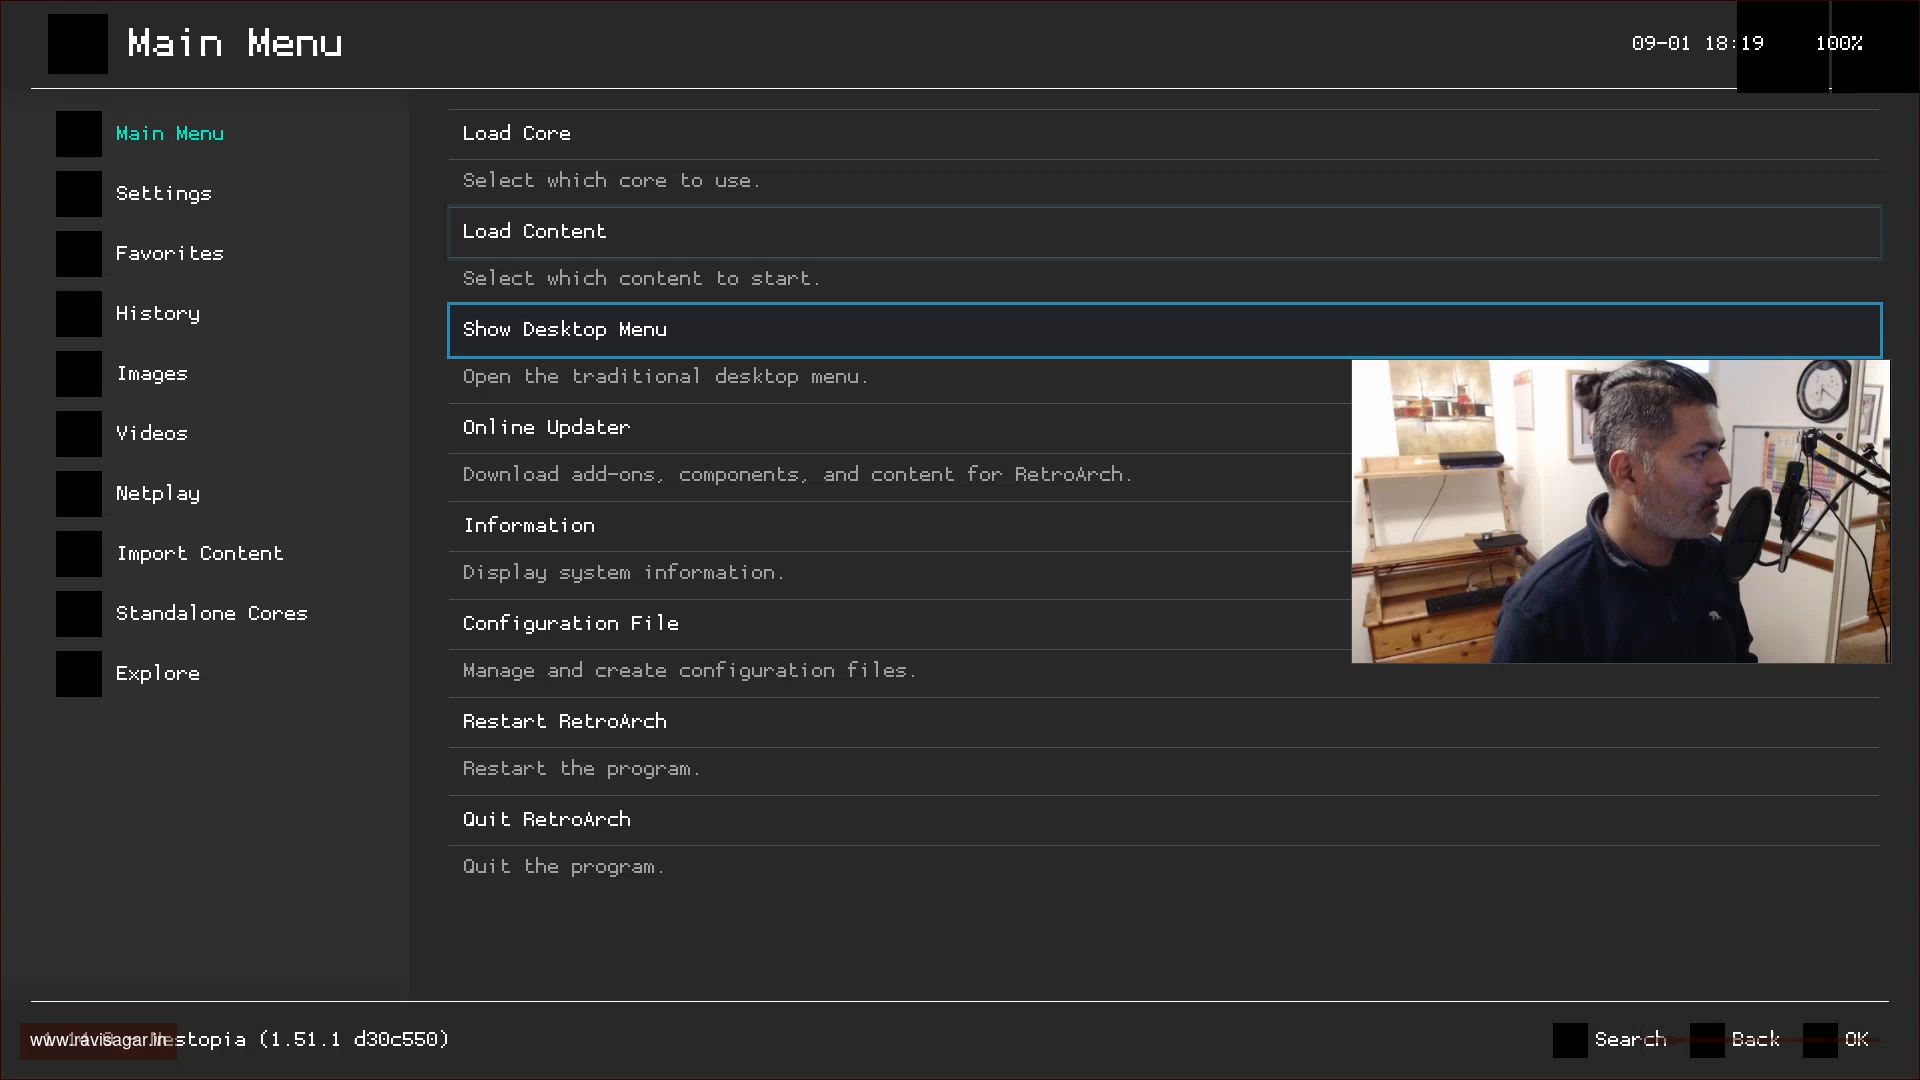 Main Menu
09-01 18:19 100%
Main Menu
Settings
Favorites
History
Images
Videos
Netplay
Import Content
Standalone Cores
Explore
Load Core
Select which core to use.
Load Content
Select which content to start.
Show Desktop Menu
Open the traditional desktop menu.
Online Updater
Download add-ons, components, and content for RetroArch.
Information
Display system information.
Configuration File
Manage and create configuration files.
Restart RetroArch
Restart the program.
Quit RetroArch
Quit the program.
www.ravisagar.in
stopia (1.51.1 d30c550)
Search Back OK